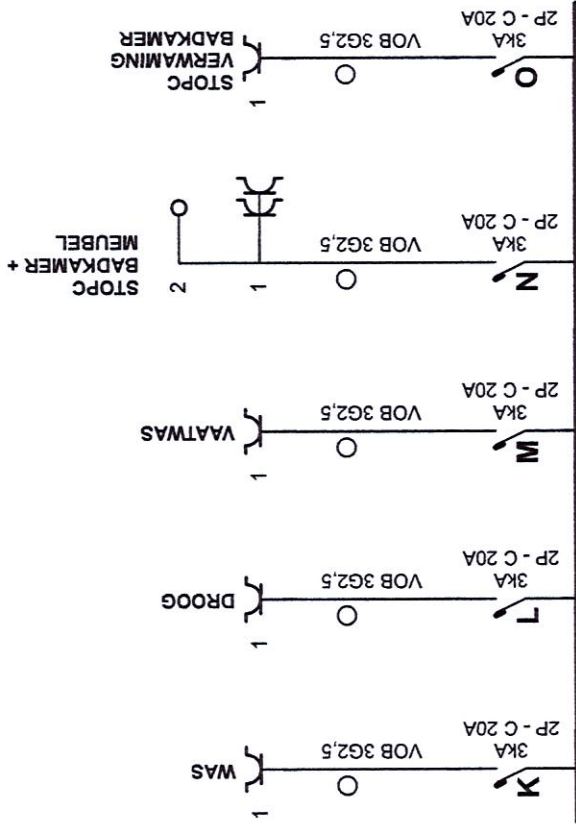 WAS
1
VOB 3G2,5
K
3kA
2P - C 20A
DROOG
1
VOB 3G2,5
L
3kA
2P - C 20A
VAATWAS
1
VOB 3G2,5
M
3kA
2P - C 20A
STOPC
BADKAMER +
MEUBEL
2
1
VOB 3G2,5
N
3kA
2P - C 20A
STOPC
VERWAMING
BADKAMER
1
VOB 3G2,5
O
3kA
2P - C 20A